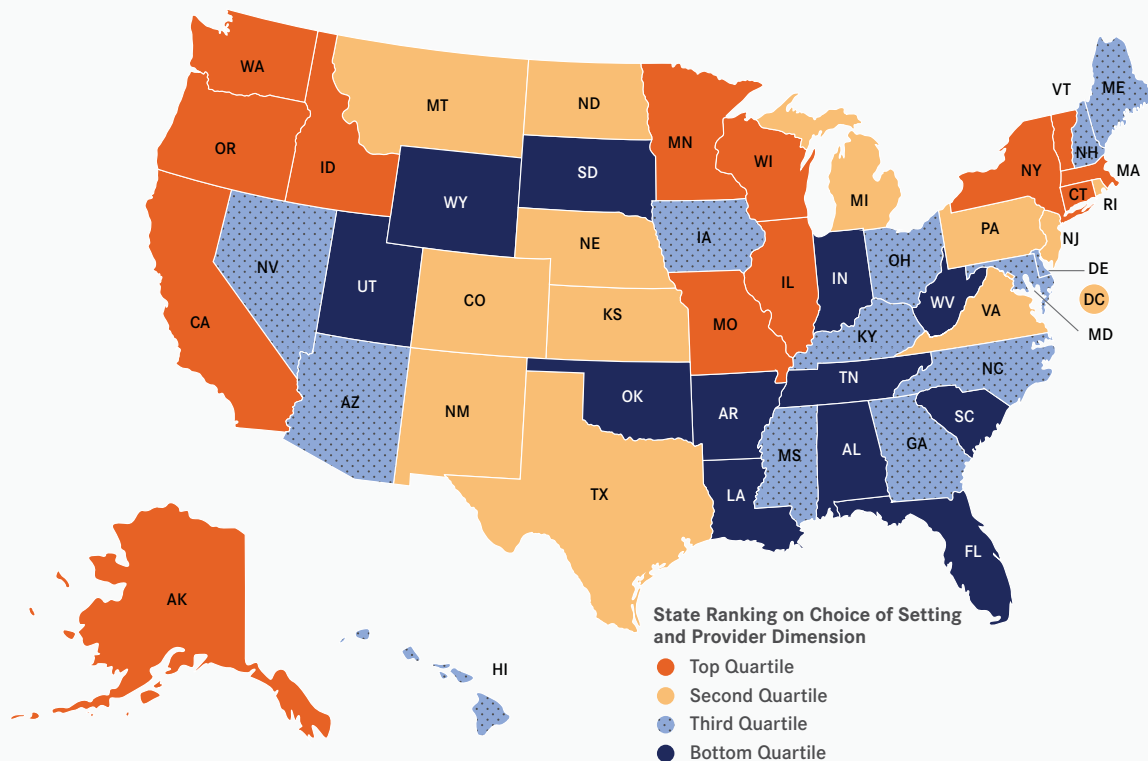 WA
MT
ND
MN
VT
ME
OR
ID
SD
WI
NH
NY
MA
WY
MI
CT
RI
NE
IA
PA
NJ
NV
OH
DE
UT
CO
IN
IL
WV
DC
CA
KS
MO
VA
MD
KY
NC
AZ
NM
OK
TN
AR
SC
MS
AL
GA
TX
LA
FL
AK
HI
State Ranking on Choice of Setting
and Provider Dimension
Top Quartile
Second Quartile
Third Quartile
Bottom Quartile